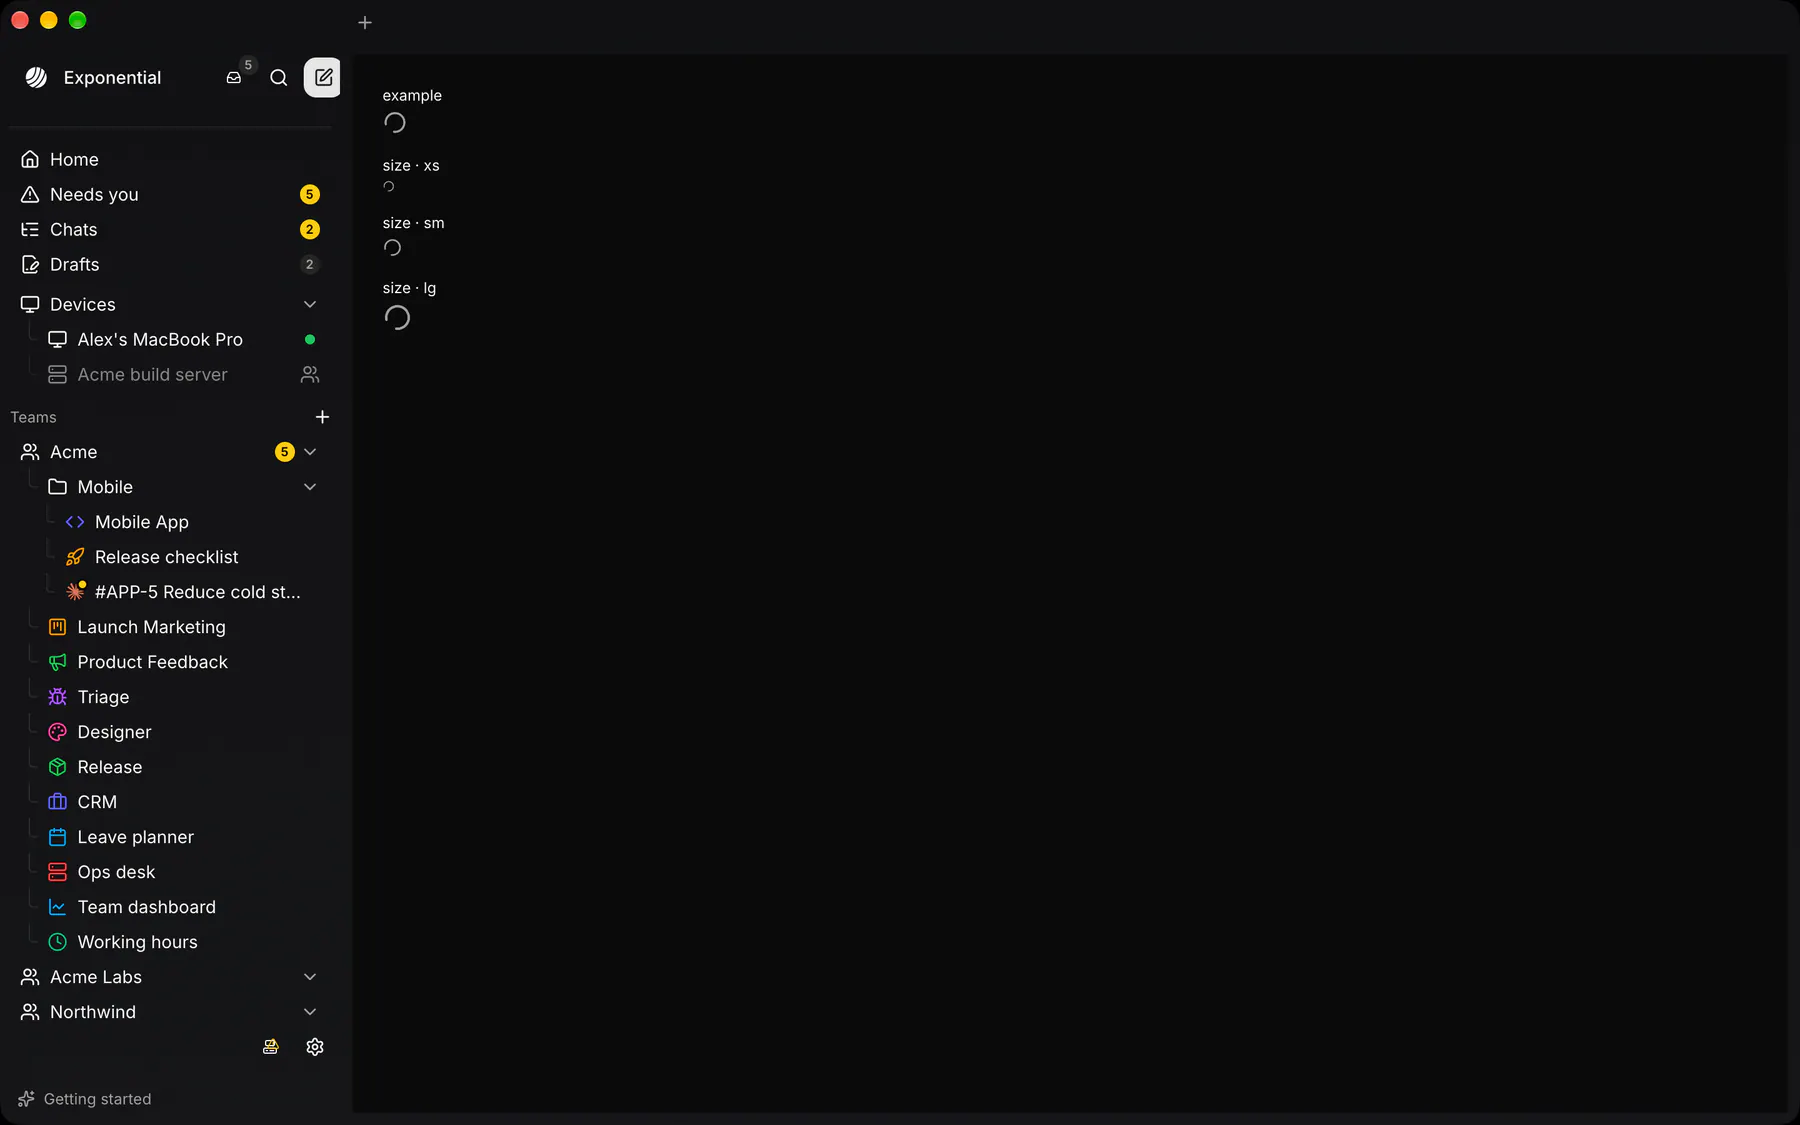 Exponential
5
Home
Needs you
5
Chats
2
Drafts
2
Devices
Alex's MacBook Pro
Acme build server
Teams
Acme
5
Mobile
Mobile App
Release checklist
#APP-5 Reduce cold st...
Launch Marketing
Product Feedback
Triage
Designer
Release
CRM
Leave planner
Ops desk
Team dashboard
Working hours
Acme Labs
Northwind
Getting started
example
size · xs
size · sm
size · lg